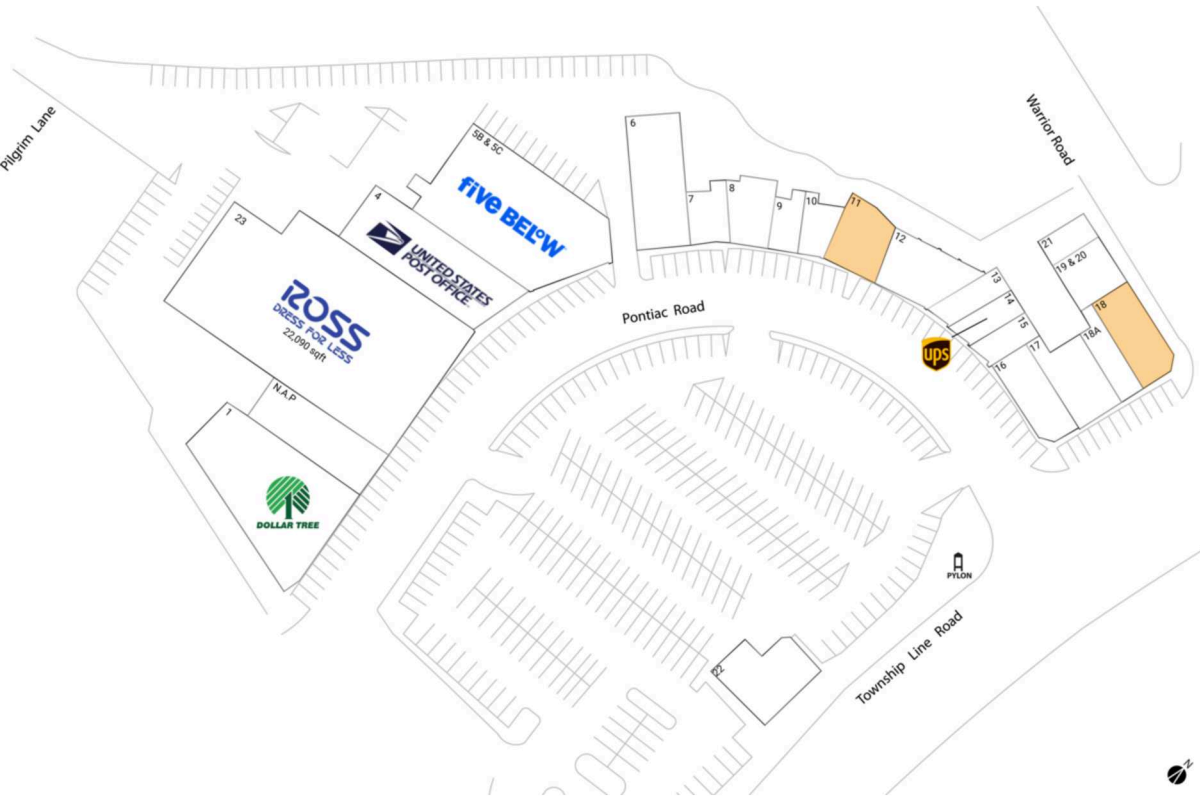 Pilgrim Lane
Warrior Road
5B & 5C
five BELOW
6
7
8
9
10
11
12
4
UNITED STATES
POST OFFICE®
23
ROSS
DRESS FOR LESS
22,090 sqft
N.A.P
1
DOLLAR TREE
Pontiac Road
13
14
15
16
17
18A
18
19 & 20
21
ups
PYLON
22
Township Line Road
N